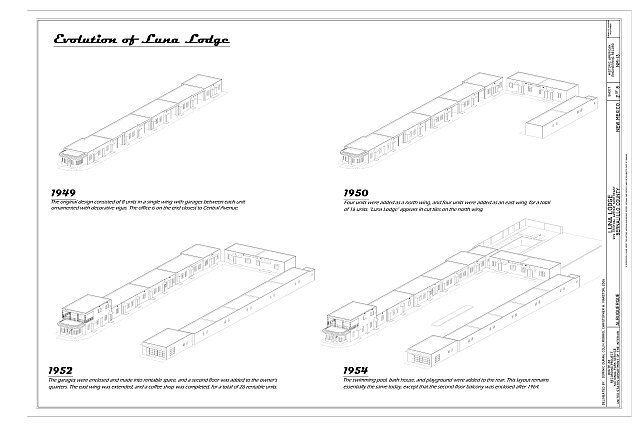 Evolution of Luna Lodge
1949
The original design consisted of 8 units in a single wing with garages between each unit
ornamented with decorative vigas. The office is on the end closest to Central Avenue.
1950
Four units were added as a north wing, and four units were added as an east wing, for a total
of 16 units. "Luna Lodge" appears in cut tiles on the north wing.
1952
The garages were enclosed and made into rentable space, and a second floor was added to the owner's
quarters. The east wing was extended, and a coffee shop was completed, for a total of 28 rentable units.
1954
The swimming pool, bath house, and playground were added to the rear. This layout remains
essentially the same today, except that the second floor balcony was enclosed after 1964.
SHEET
NEW MEXICO
LUNA LODGE
BERNALILLO COUNTY
ALBUQUERQUE